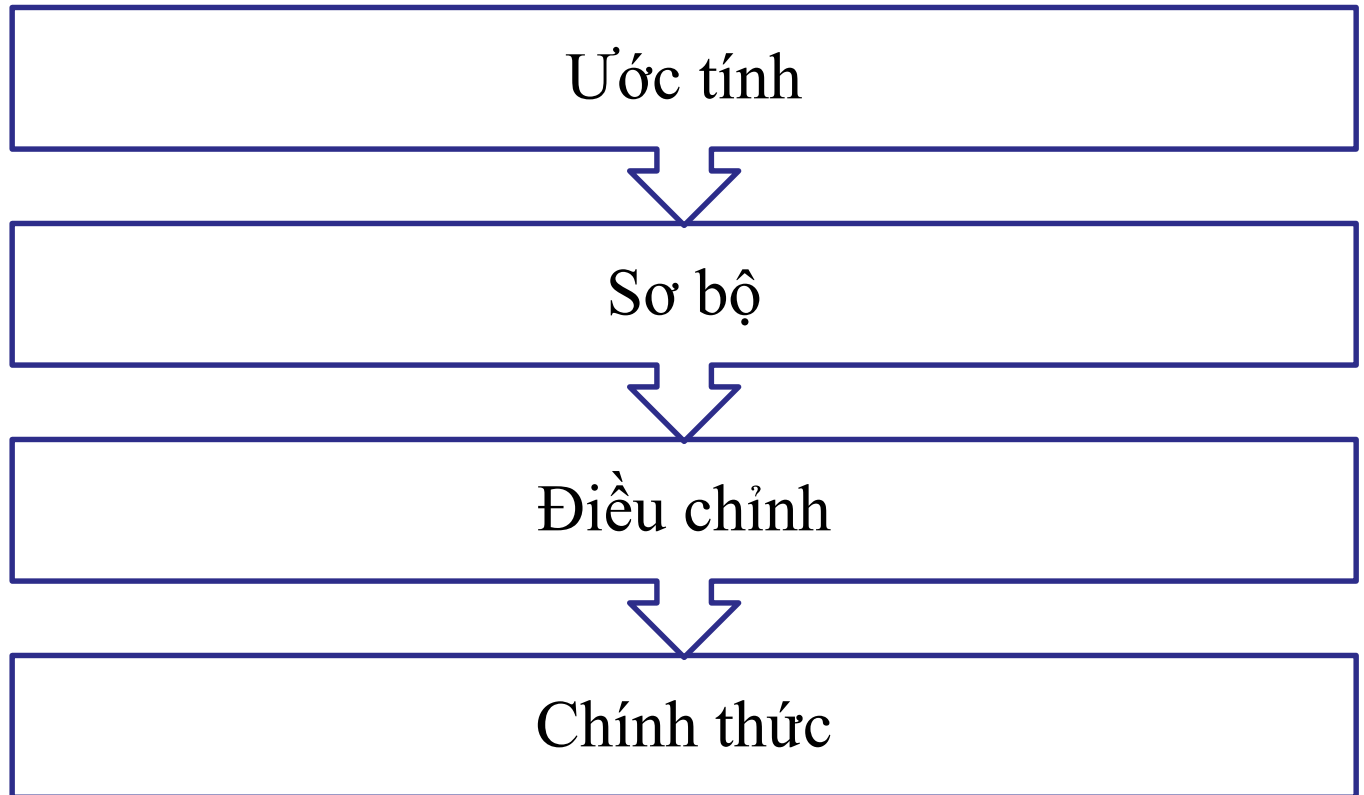 Ước tính
Sơ bộ
Điều chỉnh
Chính thức